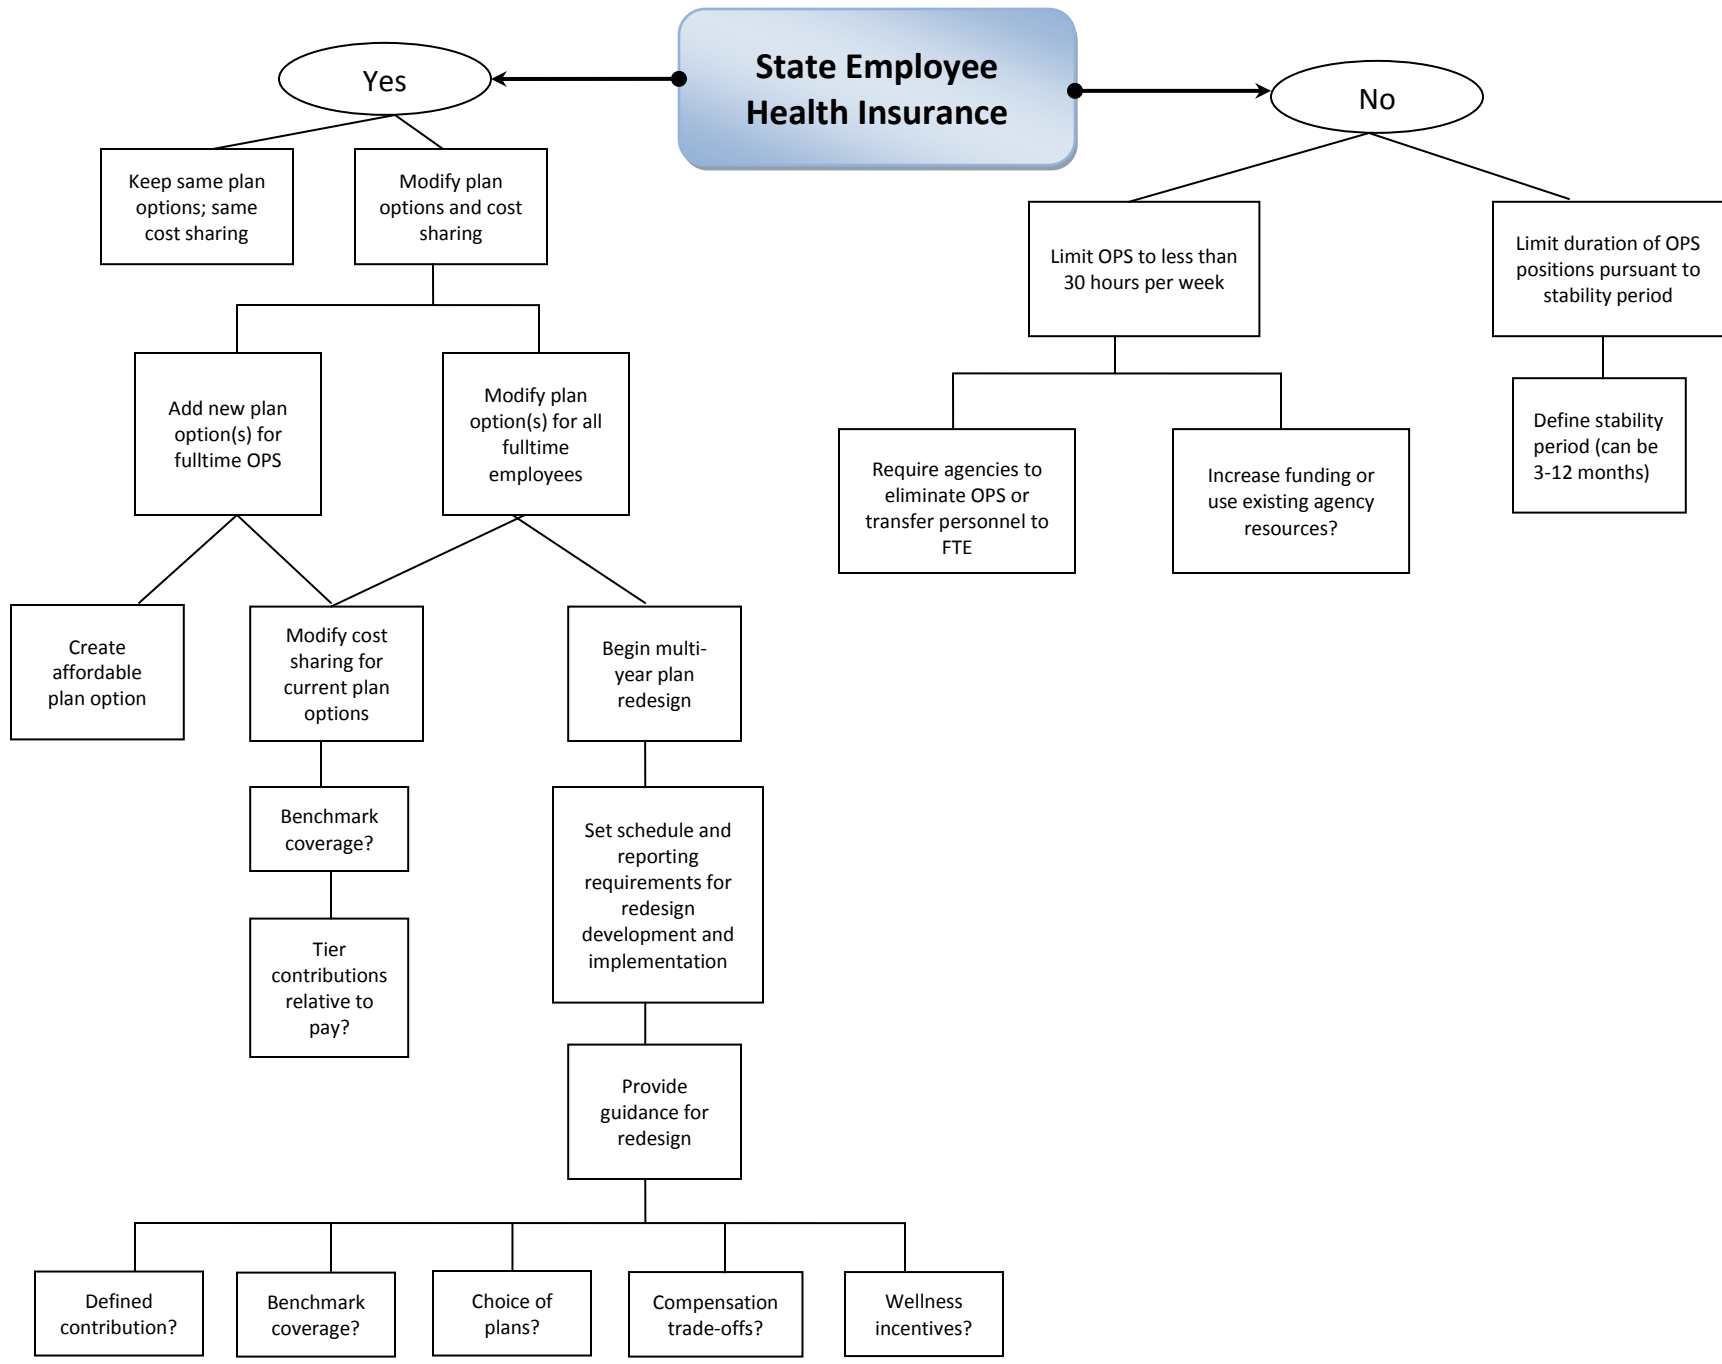 State Employee
Health Insurance
Yes
No
Keep same plan
options; same
cost sharing
Modify plan
options and cost
sharing
Limit OPS to less than
30 hours per week
Limit duration of OPS
positions pursuant to
stability period
Add new plan
option(s) for
fulltime OPS
Modify plan
option(s) for all
fulltime
employees
Require agencies to
eliminate OPS or
transfer personnel to
FTE
Increase funding or
use existing agency
resources?
Define stability
period (can be
3-12 months)
Create
affordable
plan option
Modify cost
sharing for
current plan
options
Begin multi-
year plan
redesign
Benchmark
coverage?
Set schedule and
reporting
requirements for
redesign
development and
implementation
Tier
contributions
relative to
pay?
Provide
guidance for
redesign
Defined
contribution?
Benchmark
coverage?
Choice of
plans?
Compensation
trade-offs?
Wellness
incentives?